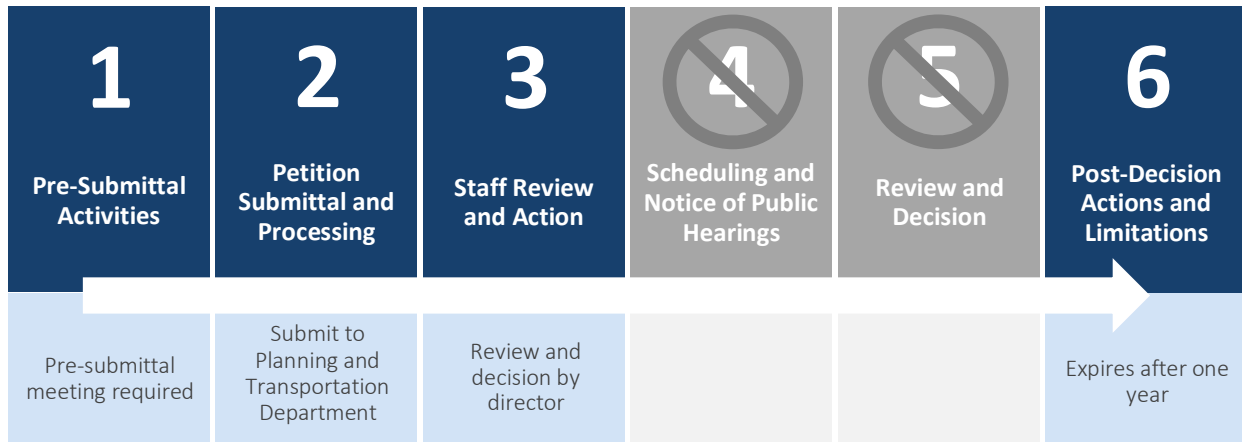 1
Pre-Submittal
Activities
Pre-submittal
meeting required
2
Petition
Submittal and
Processing
Submit to
Planning and
Transportation
Department
3
Staff Review
and Action
Review and
decision by
director
4
Scheduling and
Notice of Public
Hearings
5
Review and
Decision
6
Post-Decision
Actions and
Limitations
Expires after one
year